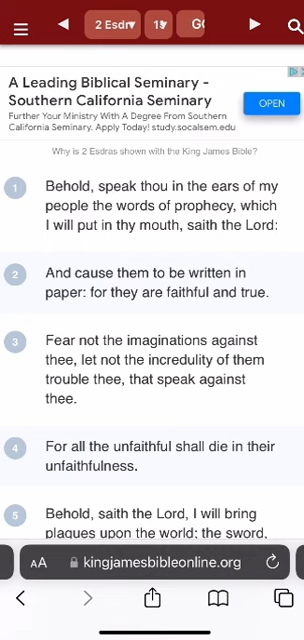 2 Esdr
GO
A Leading Biblical Seminary -
Southern California Seminary
Further Your Ministry With A Degree From Southern
California Seminary. Apply Today! study.socalsem.edu
OPEN
Why is 2 Esdras shown with the King James Bible?
1 Behold, speak thou in the ears of my
people the words of prophecy, which
I will put in thy mouth, saith the Lord:
2 And cause them to be written in
paper: for they are faithful and true.
3 Fear not the imaginations against
thee, let not the incredulity of them
trouble thee, that speak against
thee.
4 For all the unfaithful shall die in their
unfaithfulness.
5 Behold, saith the Lord, I will bring
plagues upon the world; the sword,
AA kingjamesbibleonline.org